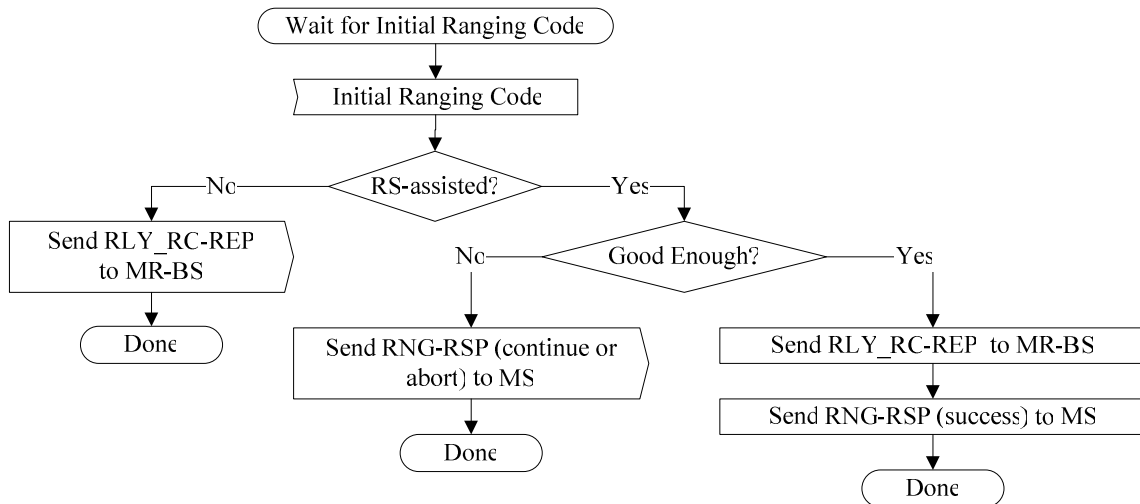 Wait for Initial Ranging Code
Initial Ranging Code
RS-assisted?
No
Yes
Send RLY_RC-REP
to MR-BS
Good Enough?
No
Yes
Done
Send RNG-RSP (continue or
abort) to MS
Send RLY_RC-REP to MR-BS
Send RNG-RSP (success) to MS
Done
Done